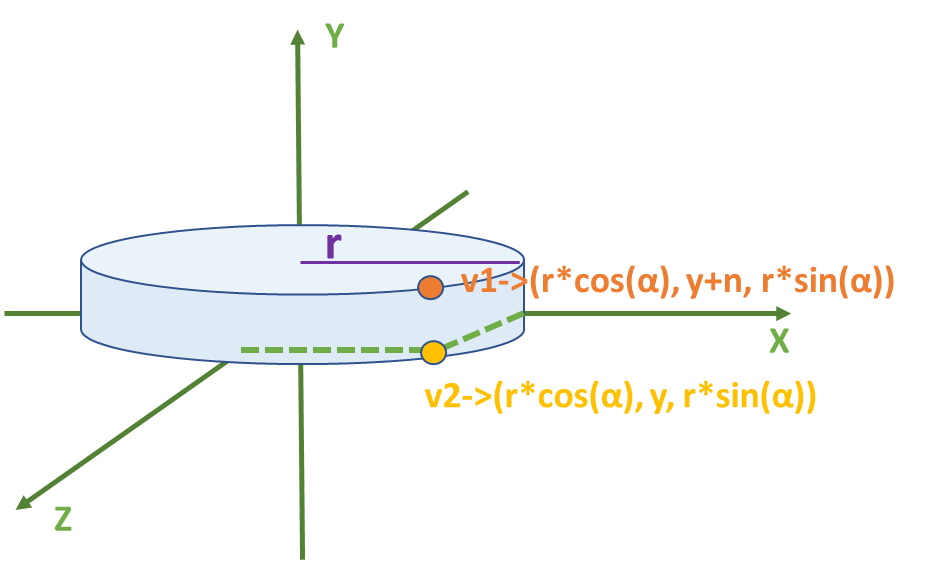 Y
r
v1->(r*cos(α), y+n, r*sin(α))
X
v2->(r*cos(α), y, r*sin(α))
Z